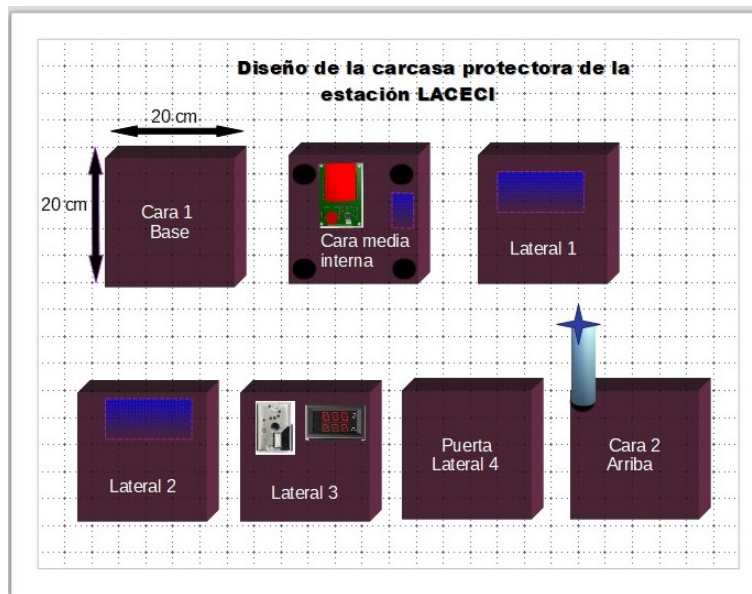 Diseño de la carcasa protectora de la
estación LACECI
20 cm
20 cm
Cara 1
Base
Cara media
interna
Lateral 1
Lateral 2
Lateral 3
Puerta
Lateral 4
Cara 2
Arriba